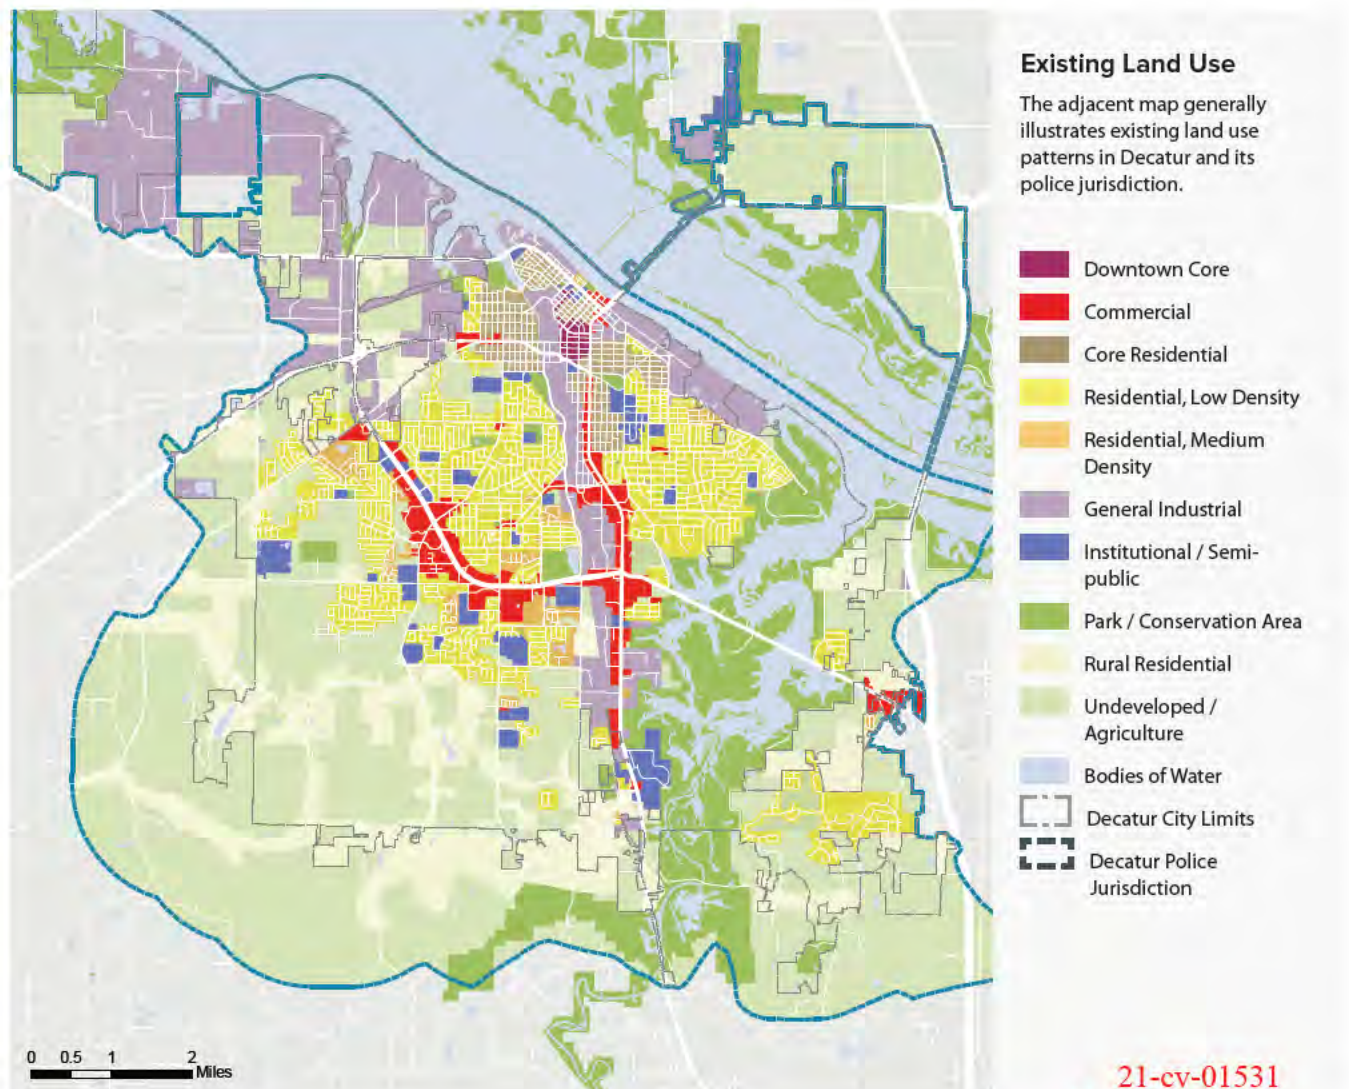 Existing Land Use
The adjacent map generally
illustrates existing land use
patterns in Decatur and its
police jurisdiction.
Downtown Core
Commercial
Core Residential
Residential, Low Density
Residential, Medium
Density
General Industrial
Institutional / Semi-
public
Park / Conservation Area
Rural Residential
Undeveloped /
Agriculture
Bodies of Water
Decatur City Limits
Decatur Police
Jurisdiction
0 0.5 1 2
Miles
21-cv-01531